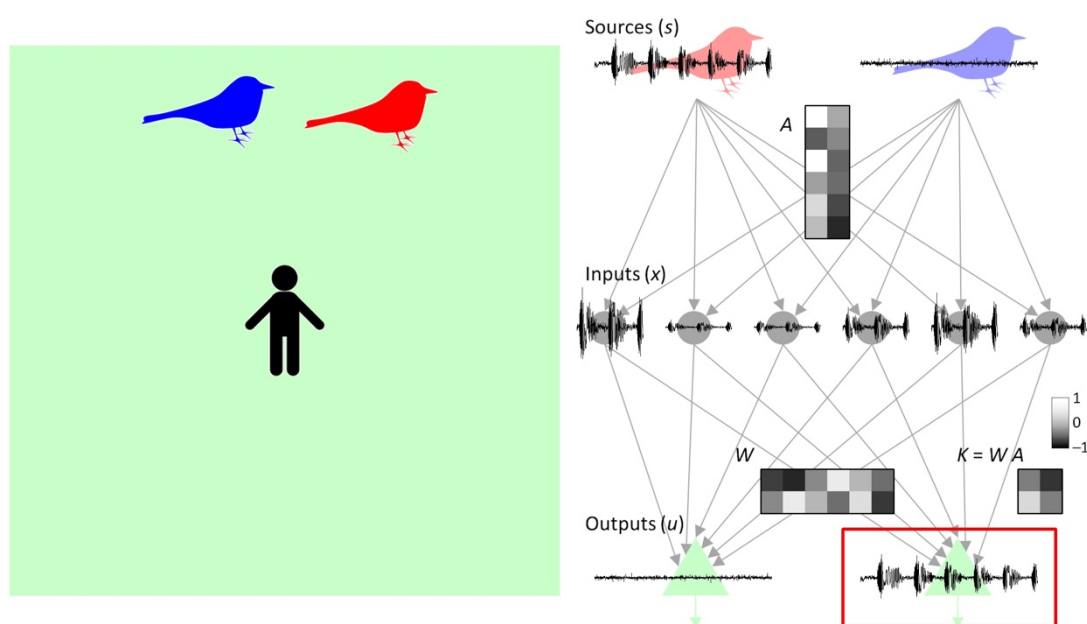 Sources (s)
A
Inputs (x)
1
0
−1
W
K = W A
Outputs (u)